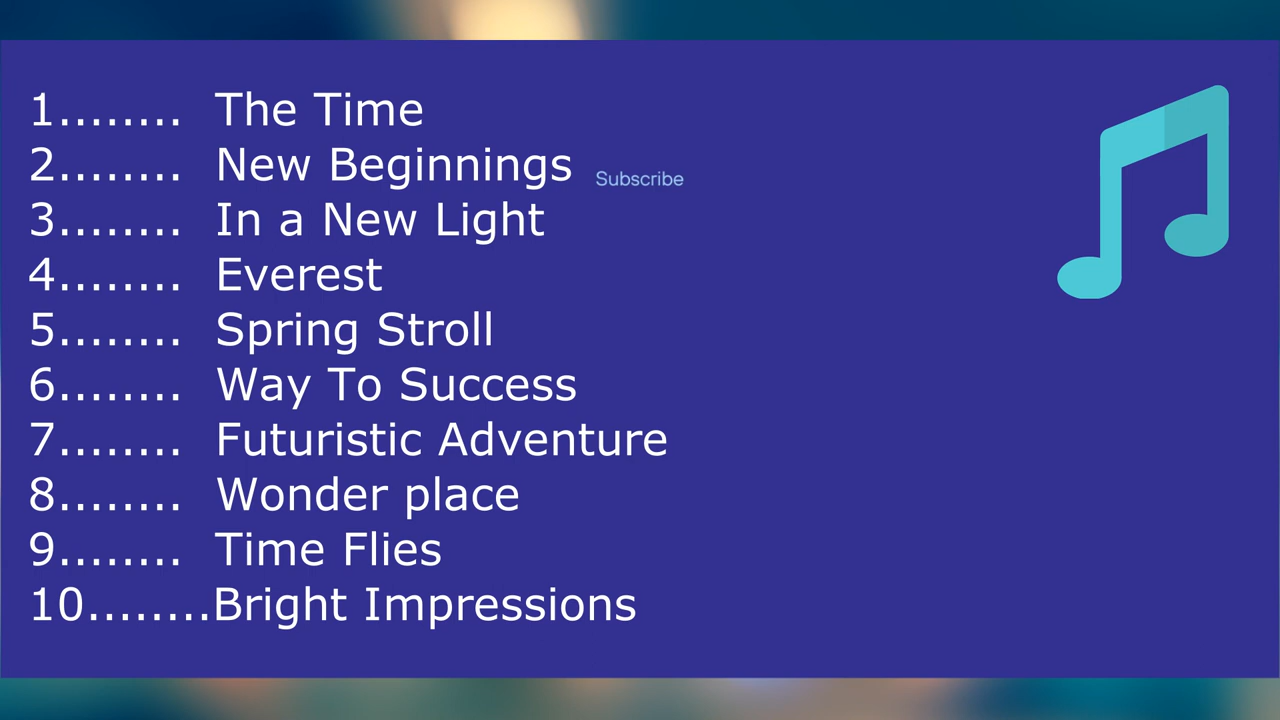 1........ The Time
2........ New Beginnings
Subscribe
3........ In a New Light
4........ Everest
5........ Spring Stroll
6........ Way To Success
7........ Futuristic Adventure
8........ Wonder place
9........ Time Flies
10........Bright Impressions